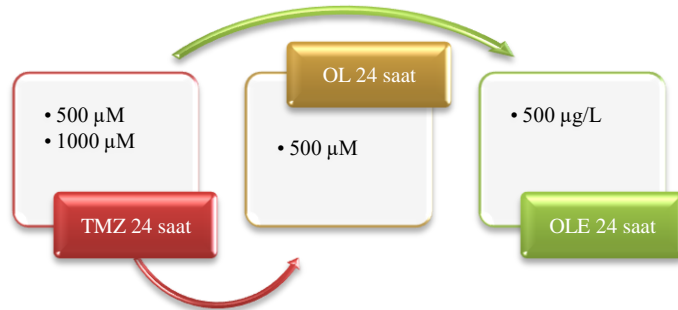 • 500 µM
• 1000 µM
TMZ 24 saat
OL 24 saat
• 500 µM
• 500 µg/L
OLE 24 saat